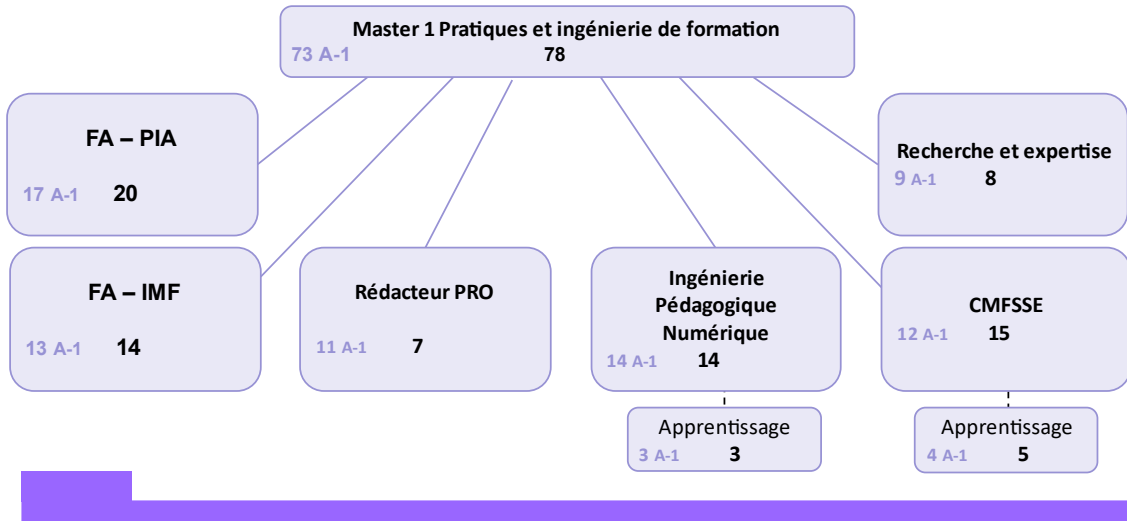 Master 1 Pratiques et ingénierie de formation
73 A-1 78
FA – PIA
17 A-1 20
Recherche et expertise
9 A-1 8
FA – IMF
13 A-1 14
Rédacteur PRO
11 A-1 7
Ingénierie
Pédagogique
Numérique
14 A-1 14
CMFSSE
12 A-1 15
Apprentissage
3 A-1 3
Apprentissage
4 A-1 5